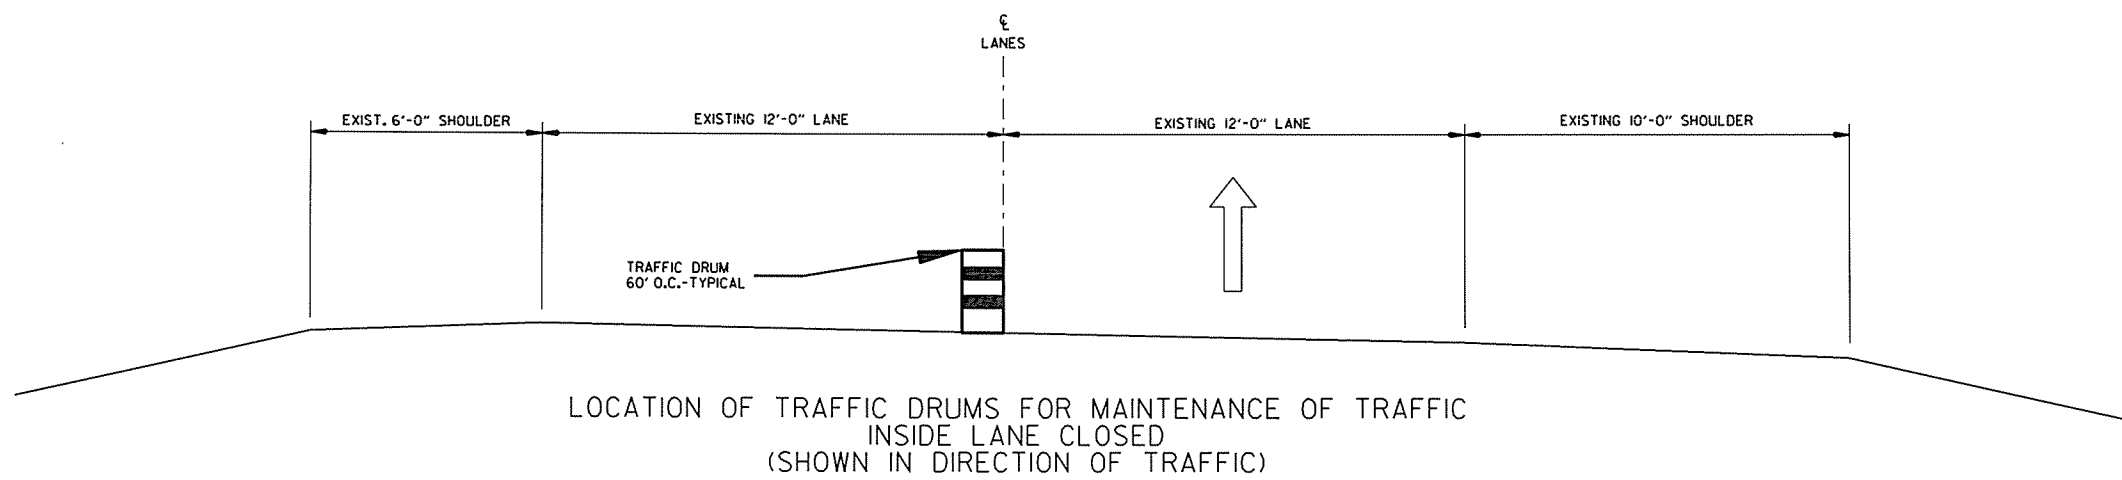 ℄
LANES
EXIST. 6'-0" SHOULDER
EXISTING 12'-0" LANE
EXISTING 12'-0" LANE
EXISTING 10'-0" SHOULDER
TRAFFIC DRUM
60' O.C.-TYPICAL
LOCATION OF TRAFFIC DRUMS FOR MAINTENANCE OF TRAFFIC
INSIDE LANE CLOSED
(SHOWN IN DIRECTION OF TRAFFIC)